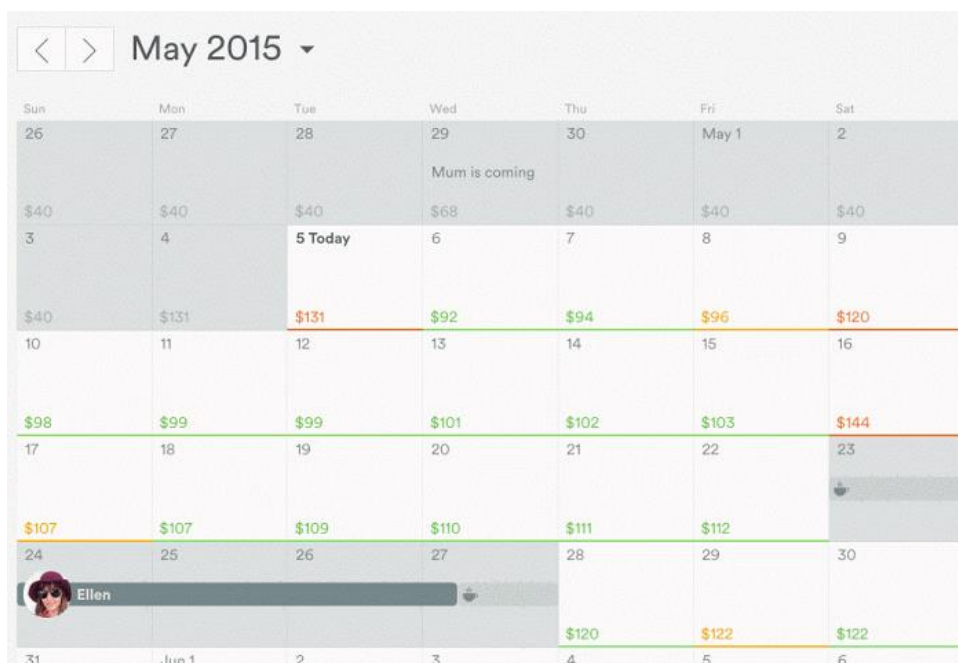 May 2015
Sun Mon Tue Wed Thu Fri Sat
26 27 28 29 30 May 1 2
Mum is coming
$40 $40 $40 $68 $40 $40 $40
3 4 5 Today 6 7 8 9
$40 $131 $131 $92 $94 $96 $120
10 11 12 13 14 15 16
$98 $99 $99 $101 $102 $103 $144
17 18 19 20 21 22 23
$107 $107 $109 $110 $111 $112
24 25 26 27 28 29 30
Ellen
$120 $122 $122
31 Jun 1 2 3 4 5 6